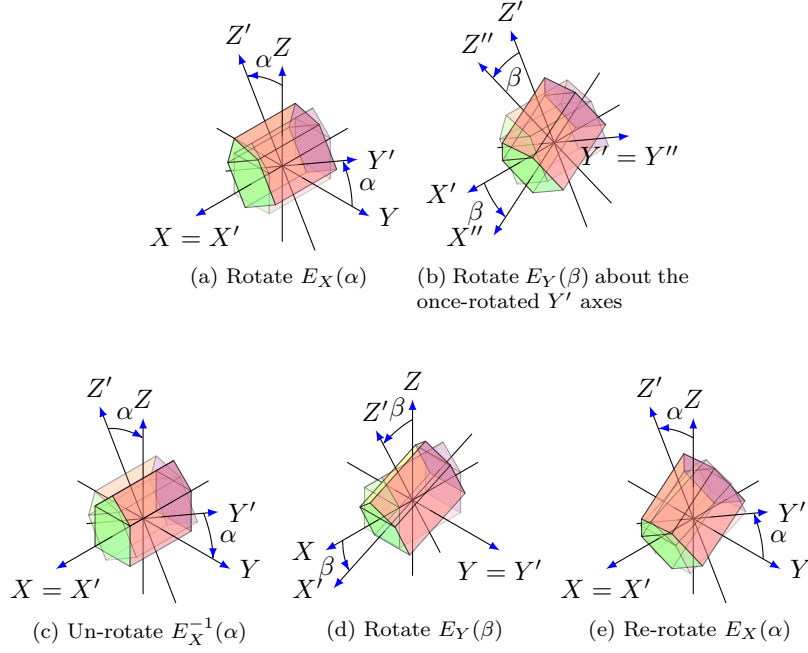 Z′ α Z
Y′
α
Y
X = X′
(a) Rotate E_X(α)
Z′
Z′′
β
Y′ = Y′′
X′
β
X′′
(b) Rotate E_Y(β) about the
once-rotated Y′ axes
Z′ α Z
Y′
α
Y
X = X′
(c) Un-rotate E_X^{-1}(α)
Z
Z′ β
X
β
X′
Y = Y′
(d) Rotate E_Y(β)
Z′ α Z
Y′
α
Y
X = X′
(e) Re-rotate E_X(α)